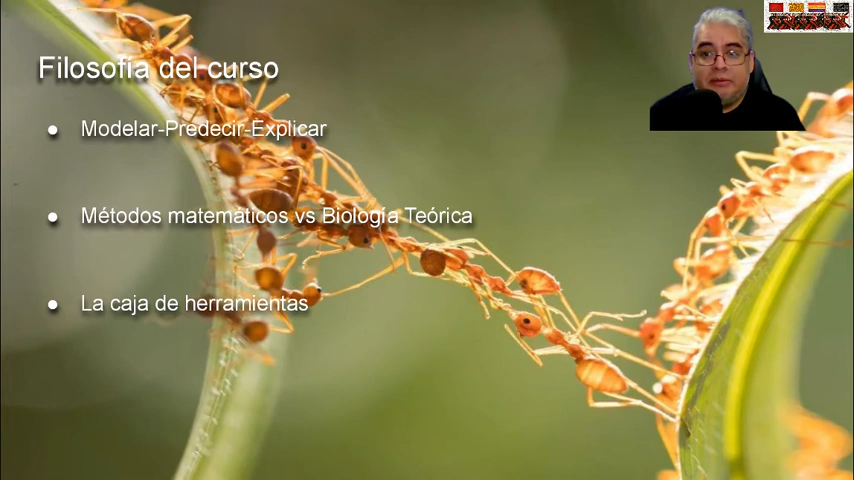 Filosofía del curso
● Modelar-Predecir-Explicar
● Métodos matemáticos vs Biología Teórica
● La caja de herramientas